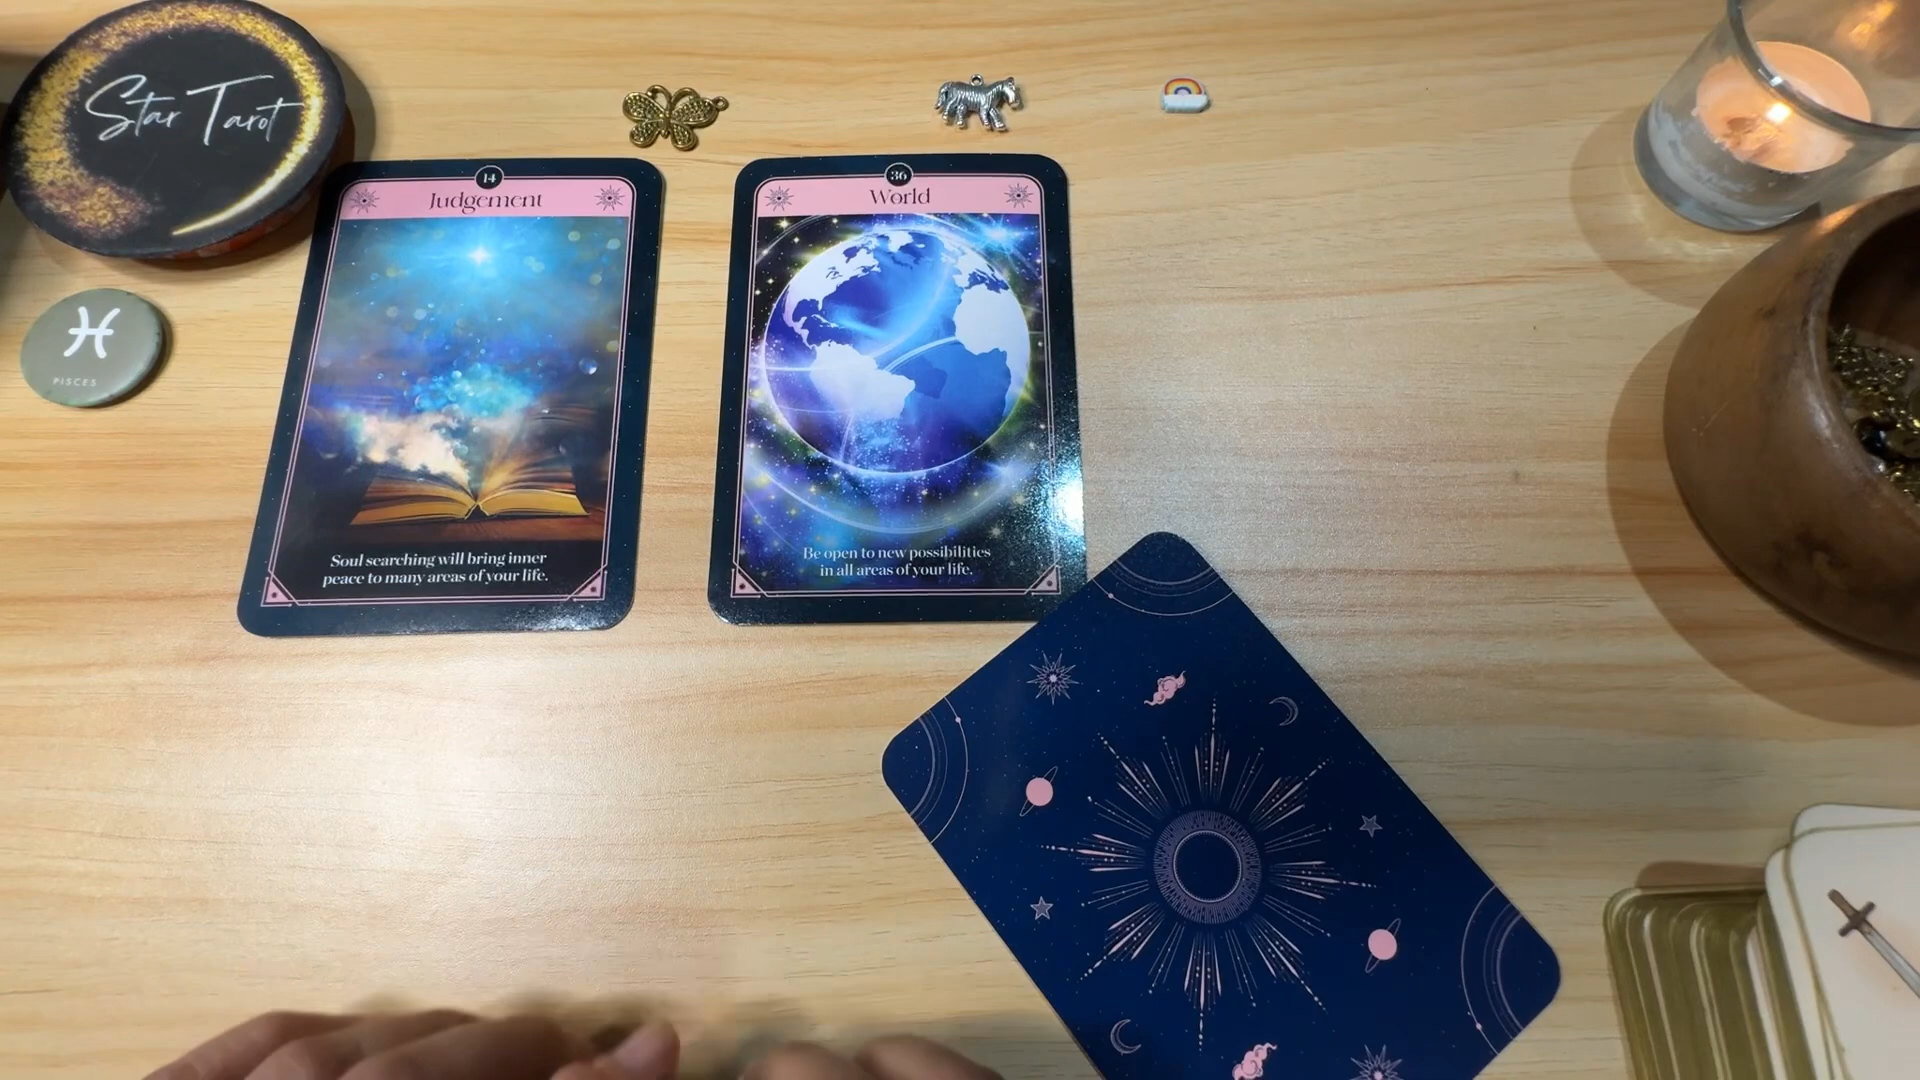 Star Tarot
PISCES
14
Judgement
Soul searching will bring inner
peace to many areas of your life.
36
World
Be open to new possibilities
in all areas of your life.